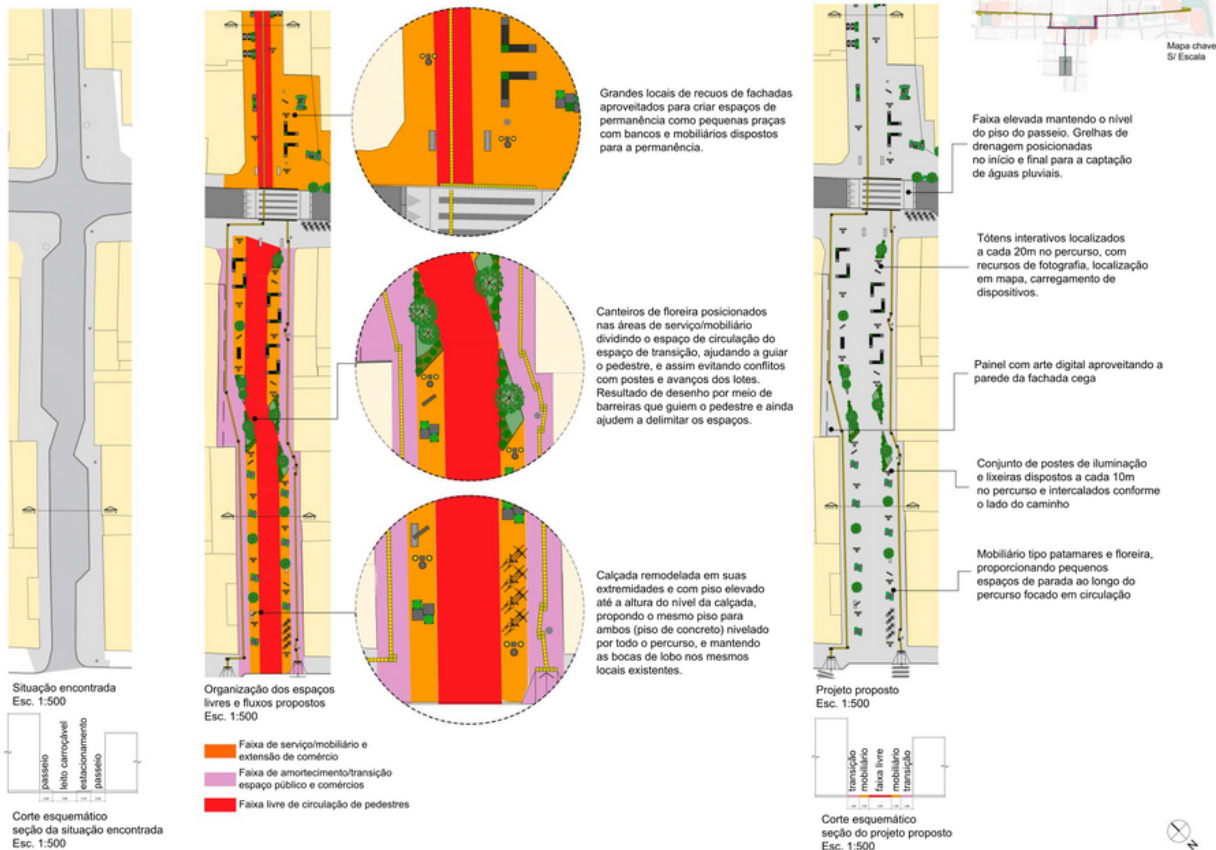 Grandes locais de recuos de fachadas
aproveitados para criar espaços de
permanência como pequenas praças
com bancos e mobiliários dispostos
para a permanência.
Canteiros de floreira posicionados
nas áreas de serviço/mobiliário
dividindo o espaço de circulação do
espaço de transição, ajudando a guiar
o pedestre, e assim evitando conflitos
com postes e avanços dos lotes.
Resultado de desenho por meio de
barreiras que guiem o pedestre e ainda
ajudem a delimitar os espaços.
Calçada remodelada em suas
extremidades e com piso elevado
até a altura do nível da calçada,
propondo o mesmo piso para
ambos (piso de concreto) nivelado
por todo o percurso, e mantendo
as bocas de lobo nos mesmos
locais existentes.
Mapa chave
S/ Escala
Faixa elevada mantendo o nível
do piso do passeio. Grelhas de
drenagem posicionadas
no início e final para a captação
de águas pluviais.
Tótens interativos localizados
a cada 20m no percurso, com
recursos de fotografia, localização
em mapa, carregamento de
dispositivos.
Painel com arte digital aproveitando a
parede da fachada cega
Conjunto de postes de iluminação
e lixeiras dispostos a cada 10m
no percurso e intercalados conforme
o lado do caminho
Mobiliário tipo patamares e floreira,
proporcionando pequenos
espaços de parada ao longo do
percurso focado em circulação
Situação encontrada
Esc. 1:500
passeio
leito carroçável
estacionamento
passeio
Corte esquemático
seção da situação encontrada
Esc. 1:500
Organização dos espaços
livres e fluxos propostos
Esc. 1:500
Faixa de serviço/mobiliário e
extensão de comércio
Faixa de amortecimento/transição
espaço público e comércios
Faixa livre de circulação de pedestres
Projeto proposto
Esc. 1:500
transição
mobiliário
faixa livre
mobiliário
transição
Corte esquemático
seção do projeto proposto
Esc. 1:500
N